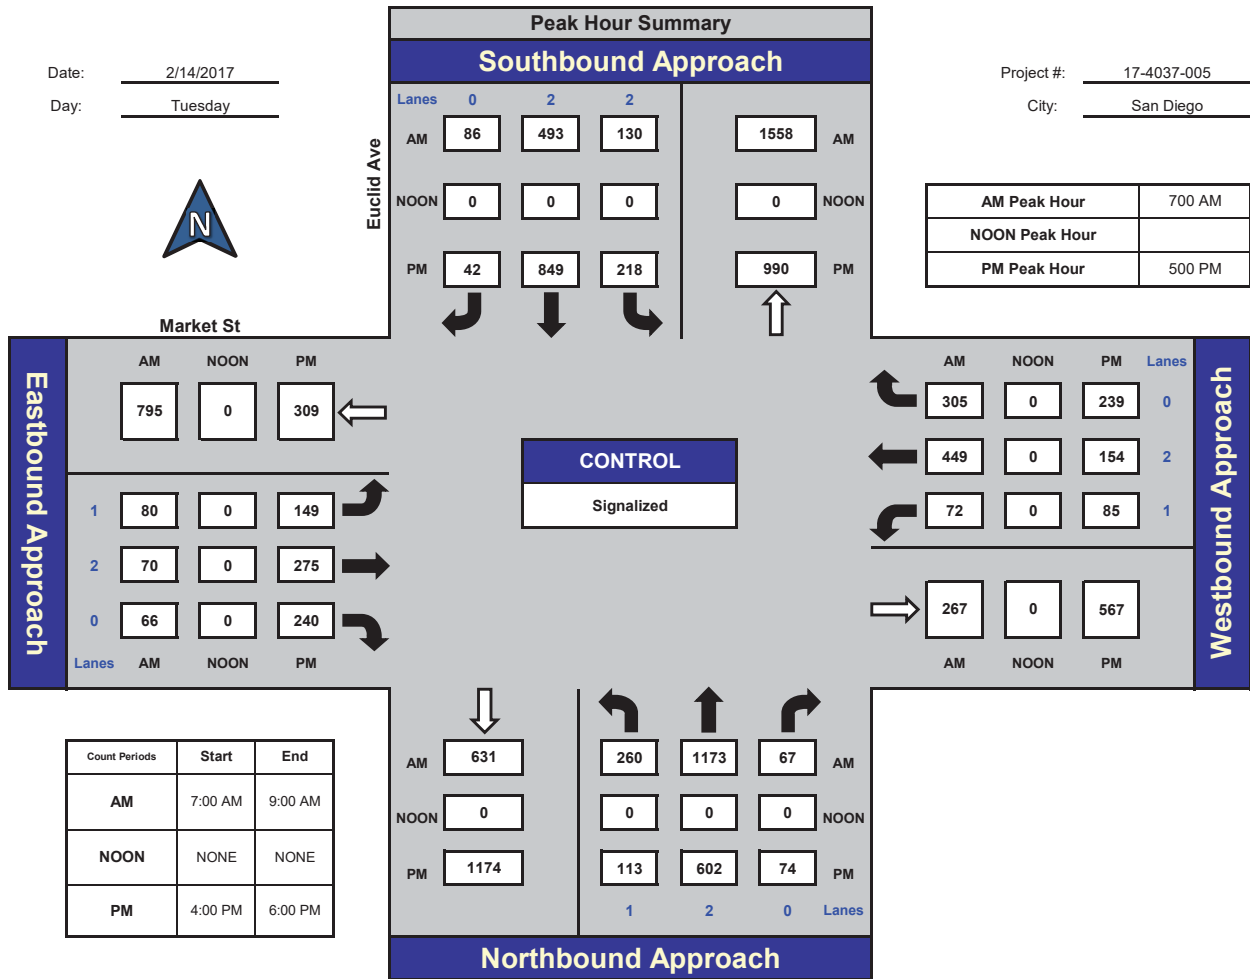 Peak Hour Summary
Southbound Approach
Date: 2/14/2017
Day: Tuesday
Project #: 17-4037-005
City: San Diego
Lanes 0 2 2
AM 86 493 130 1558 AM
Euclid Ave
NOON 0 0 0 0 NOON
PM 42 849 218 990 PM
N
AM Peak Hour 700 AM
NOON Peak Hour
PM Peak Hour 500 PM
Market St
Eastbound Approach
AM NOON PM
795 0 309
1 80 0 149
2 70 0 275
0 66 0 240
Lanes AM NOON PM
CONTROL
Signalized
AM NOON PM Lanes
305 0 239 0
449 0 154 2
72 0 85 1
267 0 567
AM NOON PM
Westbound Approach
Count Periods Start End
AM 7:00 AM 9:00 AM
NOON NONE NONE
PM 4:00 PM 6:00 PM
AM 631 260 1173 67 AM
NOON 0 0 0 0 NOON
PM 1174 113 602 74 PM
1 2 0 Lanes
Northbound Approach